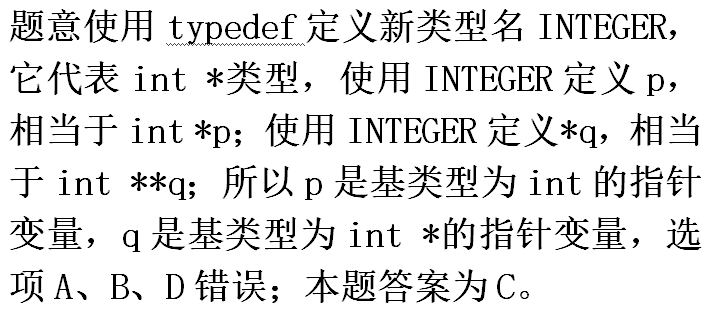 题意使用 typedef 定义新类型名 INTEGER，
它代表 int *类型，使用 INTEGER 定义 p，
相当于 int *p；使用 INTEGER 定义*q，相当
于 int **q；所以 p 是基类型为 int 的指针
变量，q 是基类型为 int *的指针变量，选
项 A、B、D 错误；本题答案为 C。